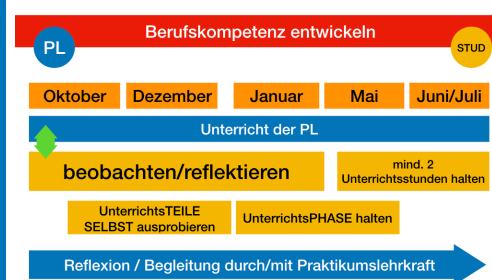 Berufskompetenz entwickeln
PL
STUD
Oktober
Dezember
Januar
Mai
Juni/Juli
Unterricht der PL
beobachten/reflektieren
mind. 2
Unterrichtsstunden halten
UnterrichtsTEILE
SELBST ausprobieren
UnterrichtsPHASE halten
Reflexion / Begleitung durch/mit Praktikumslehrkraft